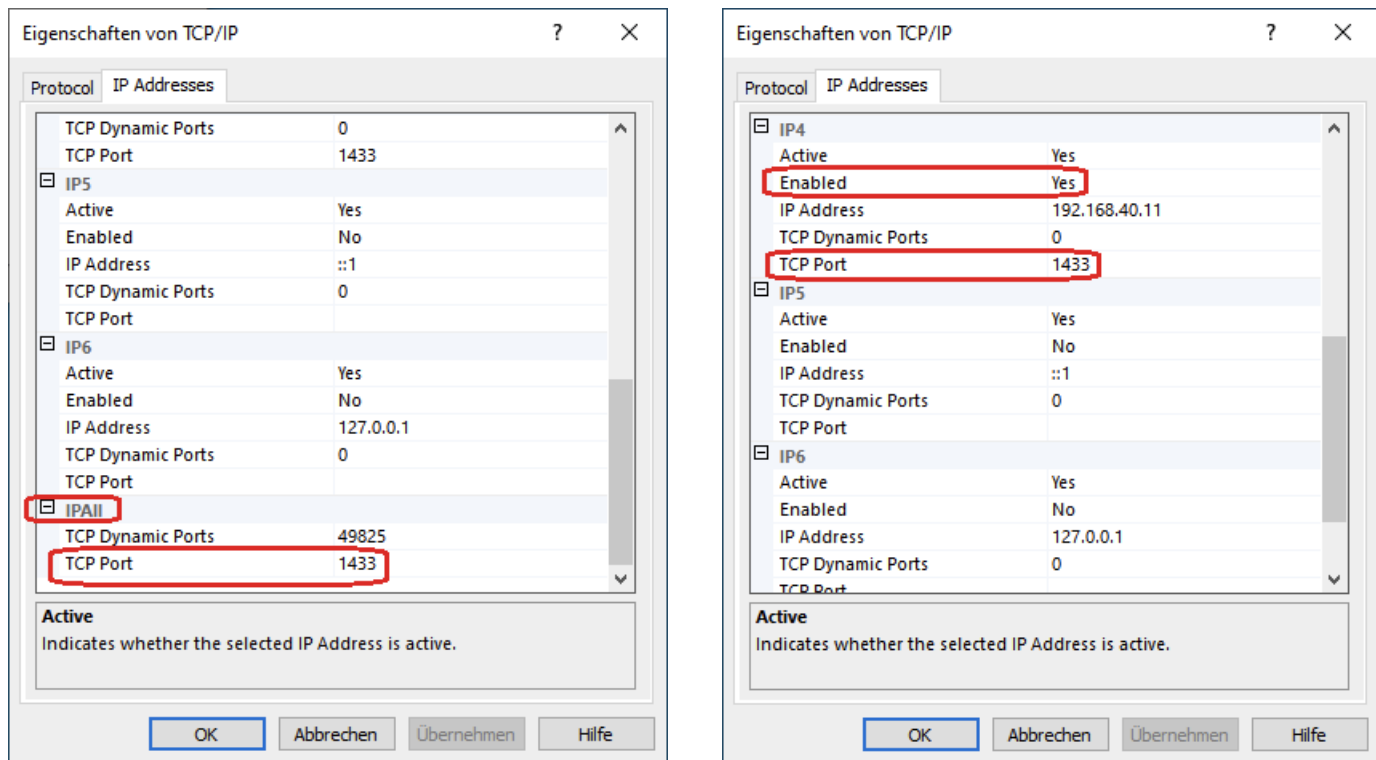 Eigenschaften von TCP/IP ? ×
Protocol IP Addresses
TCP Dynamic Ports 0
TCP Port 1433
IP5
Active Yes
Enabled No
IP Address ::1
TCP Dynamic Ports 0
TCP Port
IP6
Active Yes
Enabled No
IP Address 127.0.0.1
TCP Dynamic Ports 0
TCP Port
IPAll
TCP Dynamic Ports 49825
TCP Port 1433
Active
Indicates whether the selected IP Address is active.
OK Abbrechen Übernehmen Hilfe
Eigenschaften von TCP/IP ? ×
Protocol IP Addresses
IP4
Active Yes
Enabled Yes
IP Address 192.168.40.11
TCP Dynamic Ports 0
TCP Port 1433
IP5
Active Yes
Enabled No
IP Address ::1
TCP Dynamic Ports 0
TCP Port
IP6
Active Yes
Enabled No
IP Address 127.0.0.1
TCP Dynamic Ports 0
TCP Port
Active
Indicates whether the selected IP Address is active.
OK Abbrechen Übernehmen Hilfe